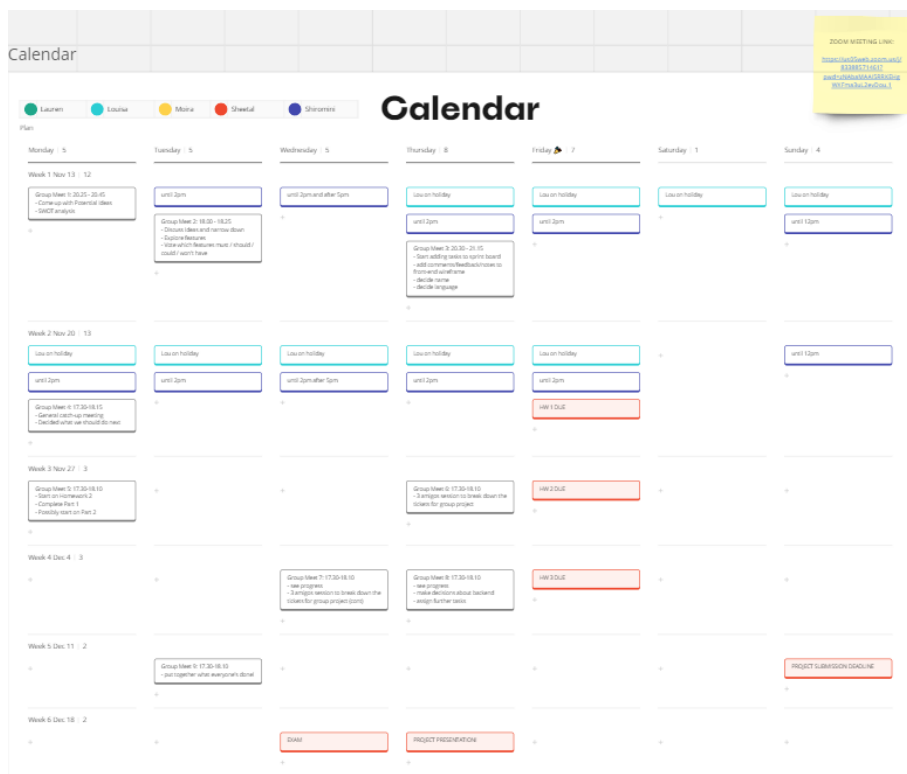 Calendar
ZOOM MEETING LINK:
Lauren
Louisa
Moira
Sheetal
Shiromini
Calendar
Plan
Monday 5
Tuesday 5
Wednesday 5
Thursday 8
Friday 7
Saturday 1
Sunday 4
Week 1 Nov 13 12
Group Meet 1: 20.25 - 20.45
- Come up with Potential ideas
- SWOT analysis
until 2pm
Group Meet 2: 18.00 - 18.25
- Discuss ideas and narrow down
- Explore features
- Vote which features must / should /
could / won't have
until 2pm and after 5pm
Lou on holiday
until 2pm
Group Meet 3: 20.30 - 21.15
- Start adding tasks to sprint board
- add comments/feedback/notes to
front-end wireframe
- decide name
- decide language
Lou on holiday
until 2pm
Lou on holiday
Lou on holiday
until 12pm
Week 2 Nov 20 13
Lou on holiday
until 2pm
Group Meet 4: 17.30-18.15
- General catch-up meeting
- Decided what we should do next
Lou on holiday
until 2pm
Lou on holiday
until 2pm after 5pm
Lou on holiday
until 2pm
Lou on holiday
until 2pm
HW 1 DUE
until 12pm
Week 3 Nov 27 3
Group Meet 5: 17.30-18.10
- Start on Homework 2
- Complete Part 1
- Possibly start on Part 2
Group Meet 6: 17.30-18.10
- 3 amigos session to break down the
tickets for group project
HW 2 DUE
Week 4 Dec 4 3
Group Meet 7: 17.30-18.10
- see progress
- 3 amigos session to break down the
tickets for group project (con)
Group Meet 8: 17.30-18.10
- see progress
- make decisions about backend
- assign further tasks
HW 3 DUE
Week 5 Dec 11 2
Group Meet 9: 17.30-18.10
- put together what everyone's done!
PROJECT SUBMISSION DEADLINE
Week 6 Dec 18 2
EXAM
PROJECT PRESENTATION!